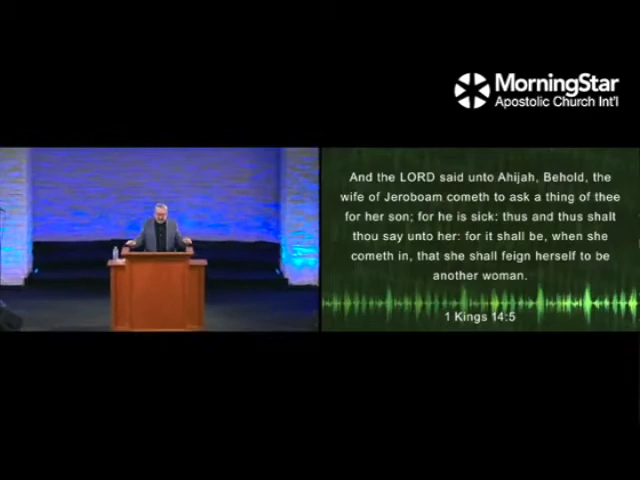 MorningStar
Apostolic Church Int'l
And the LORD said unto Ahijah, Behold, the
wife of Jeroboam cometh to ask a thing of thee
for her son; for he is sick: thus and thus shalt
thou say unto her: for it shall be, when she
cometh in, that she shall feign herself to be
another woman.
1 Kings 14:5